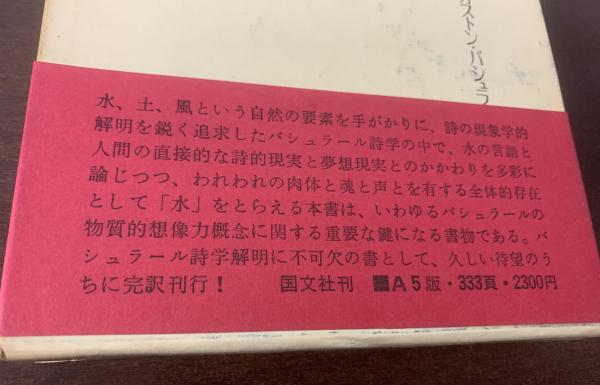 ガストン・バシュラ
水、土、風という自然の要素を手がかりに、詩の現象学的
解明を鋭く追求したバシュラール詩学の中で、水の言語と
人間の直接的な詩的現実と夢想現実とのかかわりを多彩に
論じつつ、われわれの肉体と魂と声とを有する全体的存在
として「水」をとらえる本書は、いわゆるバシュラールの
物質的想像力概念に関する重要な鍵になる書物である。バ
シュラール詩学解明に不可欠の書として、久しい待望のう
ちに完訳刊行！ 国文社刊 A5版・333頁・2300円